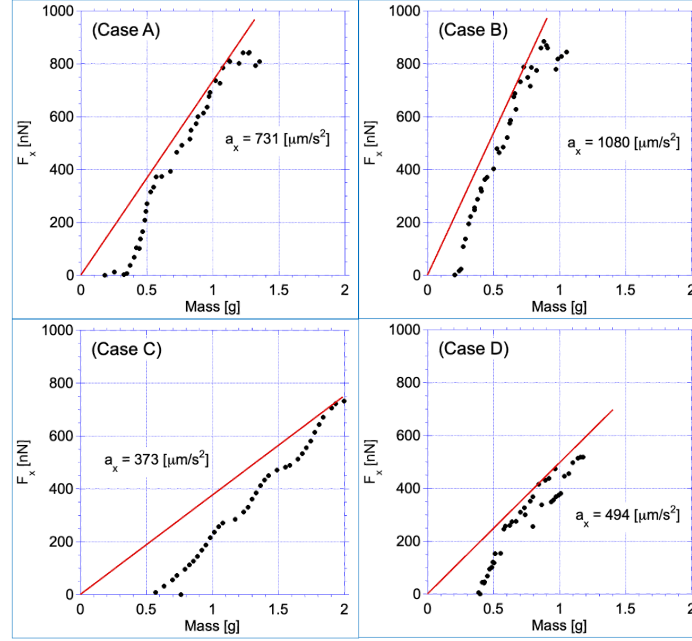 (Case A)
1000
800
600
400
200
0
F_x [nN]
a_x = 731 [μm/s²]
0 0.5 1 1.5 2
Mass [g]
(Case B)
1000
800
600
400
200
0
F_x [nN]
a_x = 1080 [μm/s²]
0 0.5 1 1.5 2
Mass [g]
(Case C)
1000
800
600
400
200
0
F_x [nN]
a_x = 373 [μm/s²]
0 0.5 1 1.5 2
Mass [g]
(Case D)
1000
800
600
400
200
0
F_x [nN]
a_x = 494 [μm/s²]
0 0.5 1 1.5 2
Mass [g]